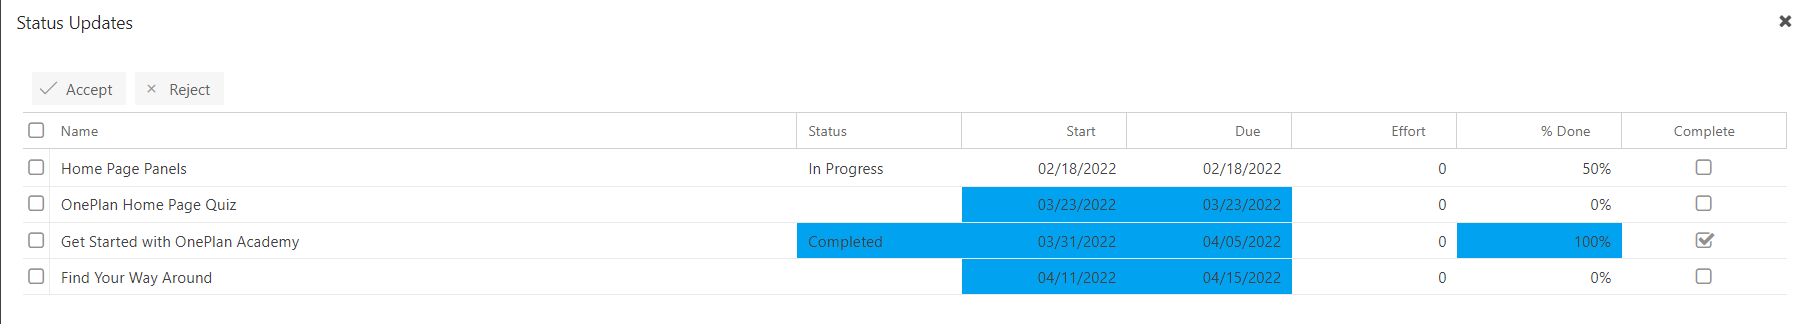 Status Updates
Accept Reject
Name Status Start Due Effort % Done Complete
Home Page Panels In Progress 02/18/2022 02/18/2022 0 50%
OnePlan Home Page Quiz 03/23/2022 03/23/2022 0 0%
Get Started with OnePlan Academy Completed 03/31/2022 04/05/2022 0 100%
Find Your Way Around 04/11/2022 04/15/2022 0 0%